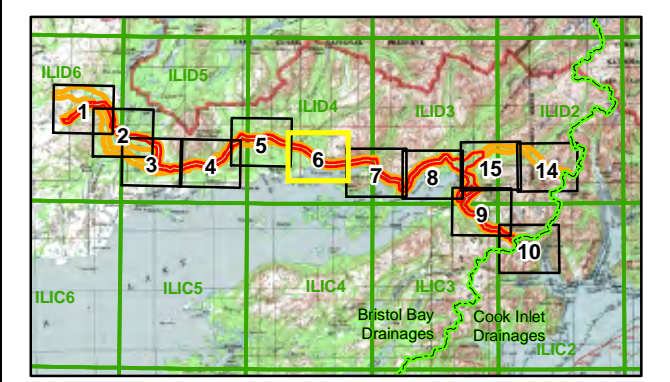 ILID6
ILID5
ILID4
ILID3
ILID2
1
2
3
4
5
6
7
8
15
14
9
10
ILIC6
ILIC5
ILIC4
ILIC3
ILIC2
Bristol Bay
Drainages
Cook Inlet
Drainages
L A K E